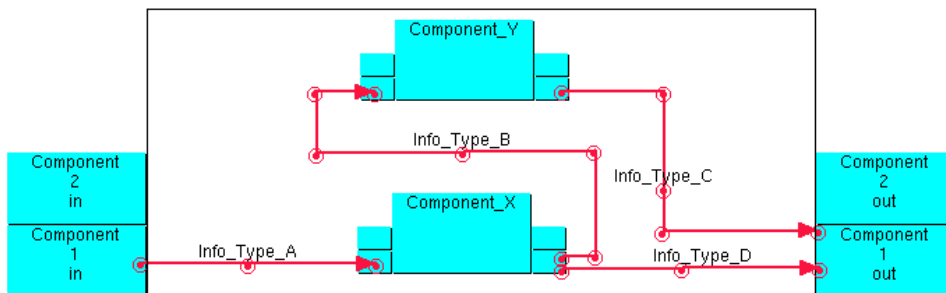 Component_Y
Info_Type_B
Component
2
in
Info_Type_C
Component
2
out
Component_X
Component
1
in
Info_Type_A
Info_Type_D
Component
1
out